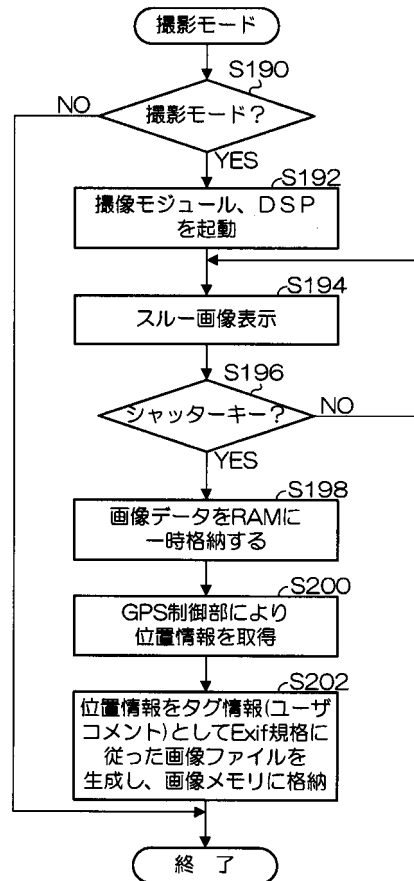 撮影モード
S190
NO
撮影モード？
YES
S192
撮像モジュール、DSP
を起動
S194
スルー画像表示
S196
シャッターキー？
NO
YES
S198
画像データをRAMに
一時格納する
S200
GPS制御部により
位置情報を取得
S202
位置情報をタグ情報(ユーザ
コメント)としてExif規格に
従った画像ファイルを
生成し、画像メモリに格納
終 了